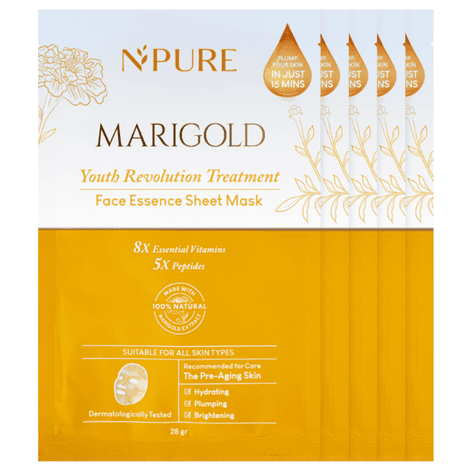 N'PURE
PLUMP
YOUR SKIN
IN JUST
15 MINS
MARIGOLD
Youth Revolution Treatment
Face Essence Sheet Mask
8X Essential Vitamins
5X Peptides
MADE WITH
100% NATURAL
MARIGOLD EXTRACT
SUITABLE FOR ALL SKIN TYPES
Recommended for Care
The Pre-Aging Skin
Hydrating
Plumping
Brightening
Dermatologically Tested
28 gr